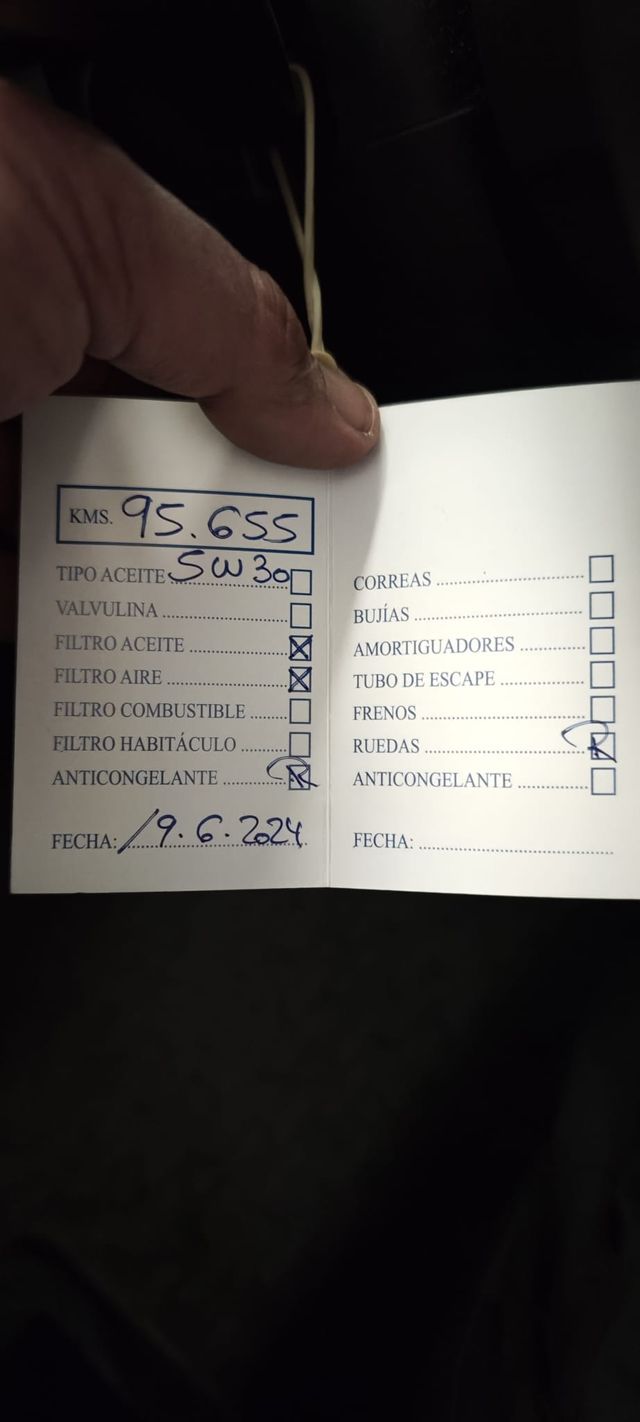 KMS. 95.655
TIPO ACEITE 5W30
VALVULINA
FILTRO ACEITE
FILTRO AIRE
FILTRO COMBUSTIBLE
FILTRO HABITÁCULO
ANTICONGELANTE R
FECHA: 19.6.2024
CORREAS
BUJÍAS
AMORTIGUADORES
TUBO DE ESCAPE
FRENOS
RUEDAS R
ANTICONGELANTE
FECHA: